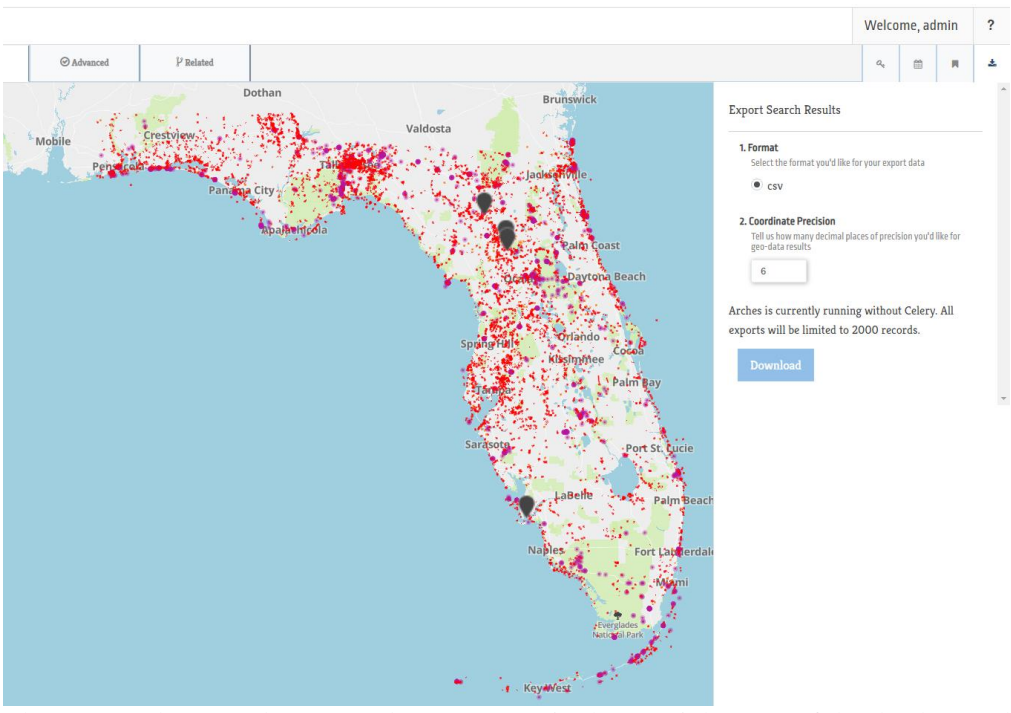 Welcome, admin
?
Advanced
Related
Export Search Results
1. Format
Select the format you'd like for your export data
csv
2. Coordinate Precision
Tell us how many decimal places of precision you'd like for
geo-data results
6
Arches is currently running without Celery. All
exports will be limited to 2000 records.
Download
Dothan
Brunswick
Mobile
Crestview
Valdosta
Jacksonville
Panama City
Apalachicola
Palm Coast
Daytona Beach
Spring Hill
Orlando
Kissimmee
Cocoa
Tampa
Palm Bay
Sarasota
Port St. Lucie
LaBelle
Palm Beach
Naples
Fort Lauderdale
Miami
Everglades
National Park
Key West